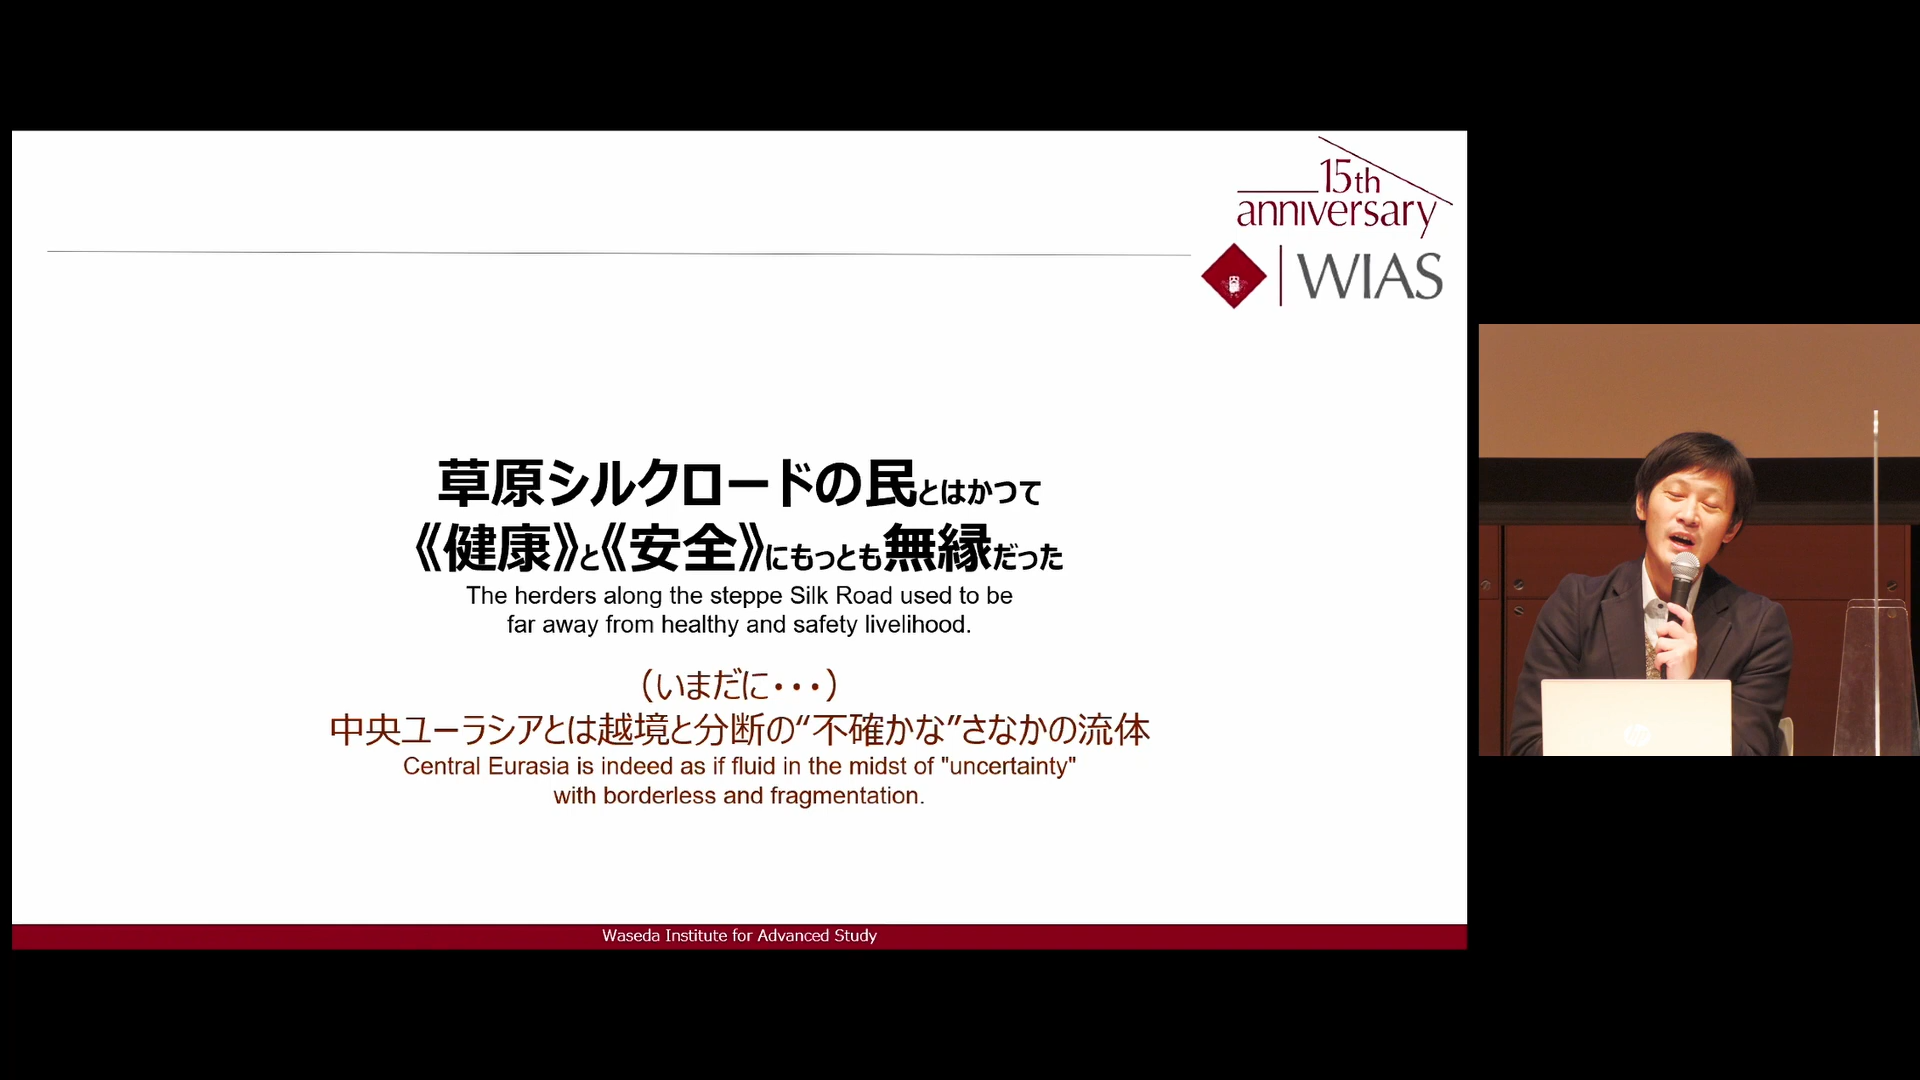 15th
anniversary
WIAS
草原シルクロードの民とはかつて
《健康》と《安全》にもっとも無縁だった
The herders along the steppe Silk Road used to be
far away from healthy and safety livelihood.
（いまだに・・・）
中央ユーラシアとは越境と分断の“不確かな”さなかの流体
Central Eurasia is indeed as if fluid in the midst of "uncertainty"
with borderless and fragmentation.
Waseda Institute for Advanced Study
hp